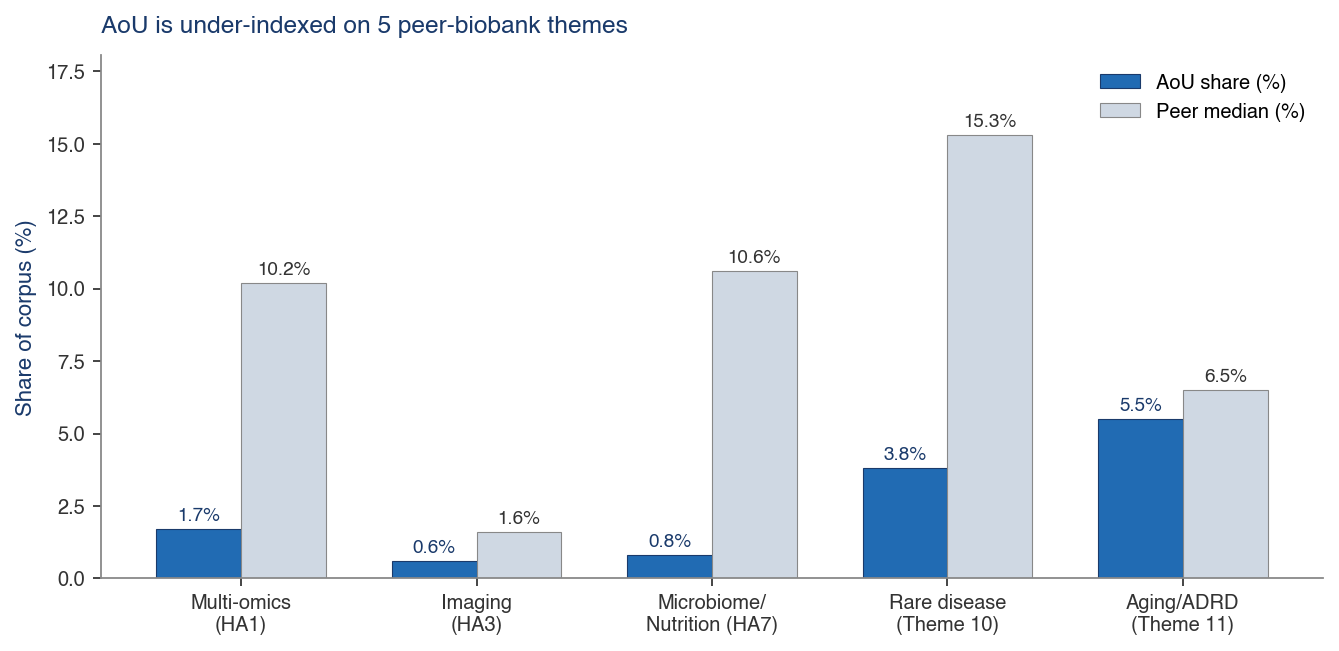 AoU is under-indexed on 5 peer-biobank themes
AoU share (%)
Peer median (%)
Share of corpus (%)
17.5
15.0
12.5
10.0
7.5
5.0
2.5
0.0
1.7%
10.2%
0.6%
1.6%
0.8%
10.6%
3.8%
15.3%
5.5%
6.5%
Multi-omics
(HA1)
Imaging
(HA3)
Microbiome/
Nutrition (HA7)
Rare disease
(Theme 10)
Aging/ADRD
(Theme 11)